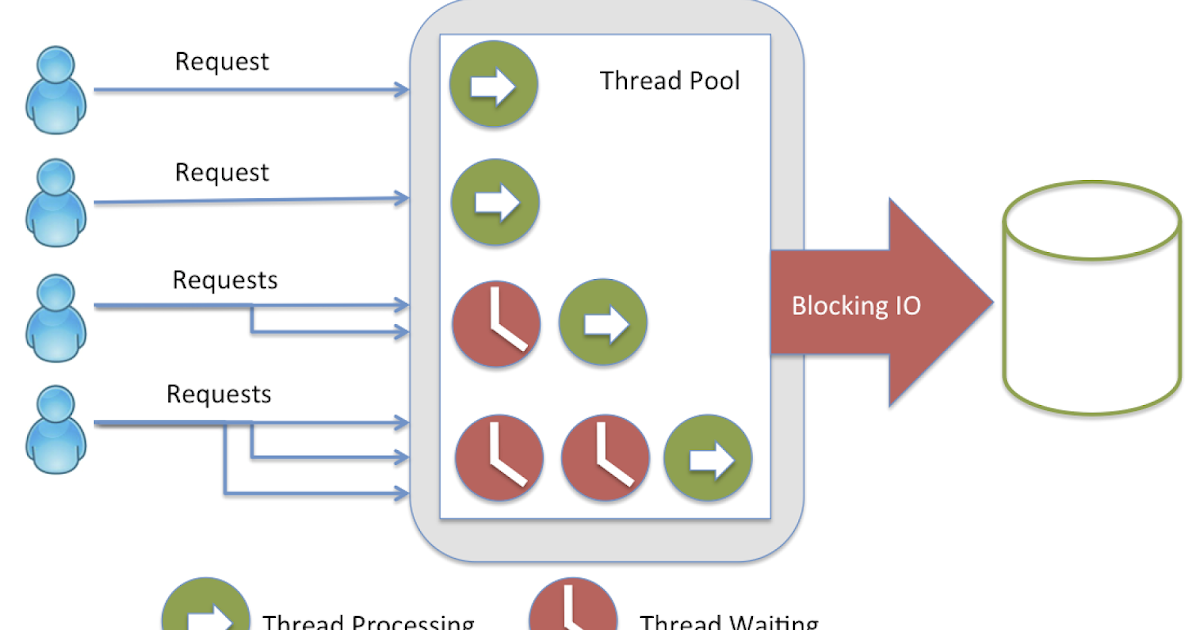 Request
Thread Pool
Request
Requests
Blocking IO
Requests
Thread Processing
Thread Waiting